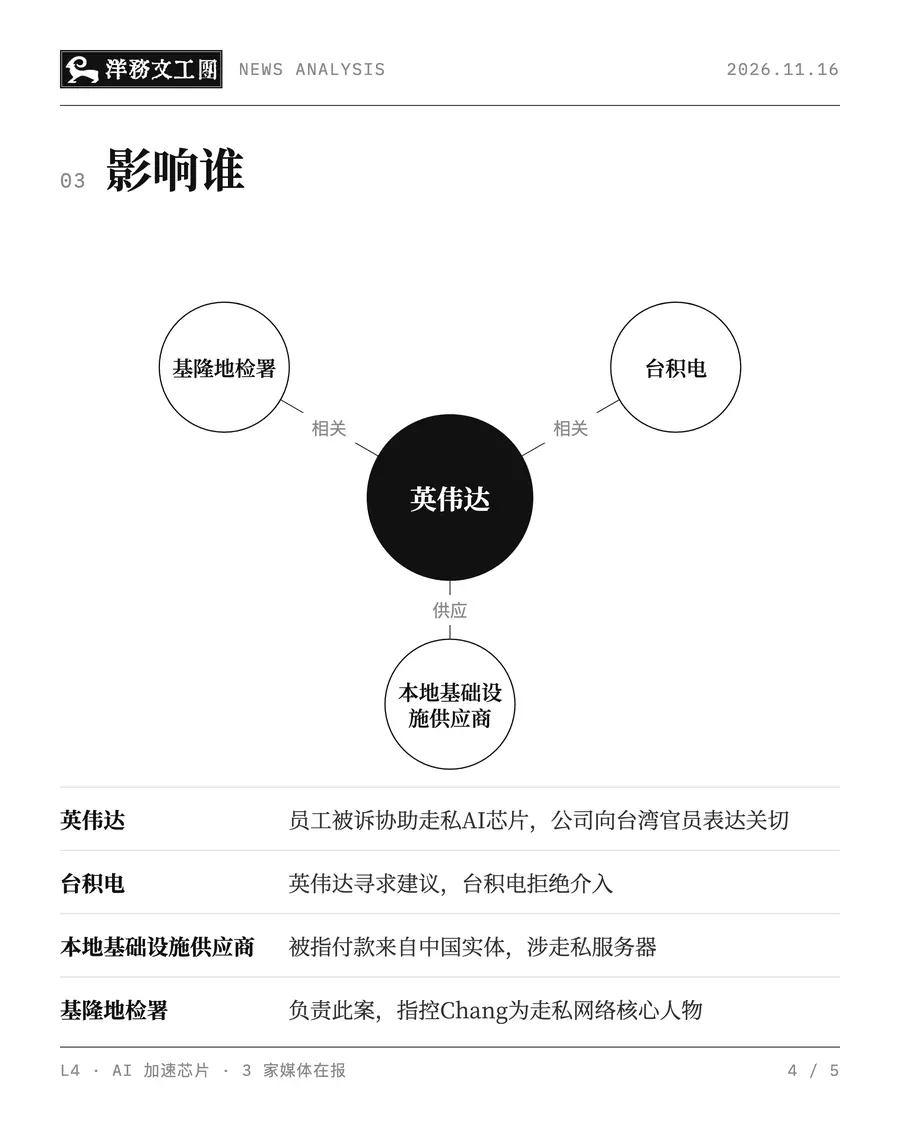 洋務文工團 NEWS ANALYSIS 2026.11.16
03 影响谁
基隆地检署
台积电
相关
相关
英伟达
供应
本地基础设
施供应商
英伟达 员工被诉协助走私AI芯片，公司向台湾官员表达关切
台积电 英伟达寻求建议，台积电拒绝介入
本地基础设施供应商 被指付款来自中国实体，涉走私服务器
基隆地检署 负责此案，指控Chang为走私网络核心人物
L4 · AI 加速芯片 · 3 家媒体在报 4 / 5